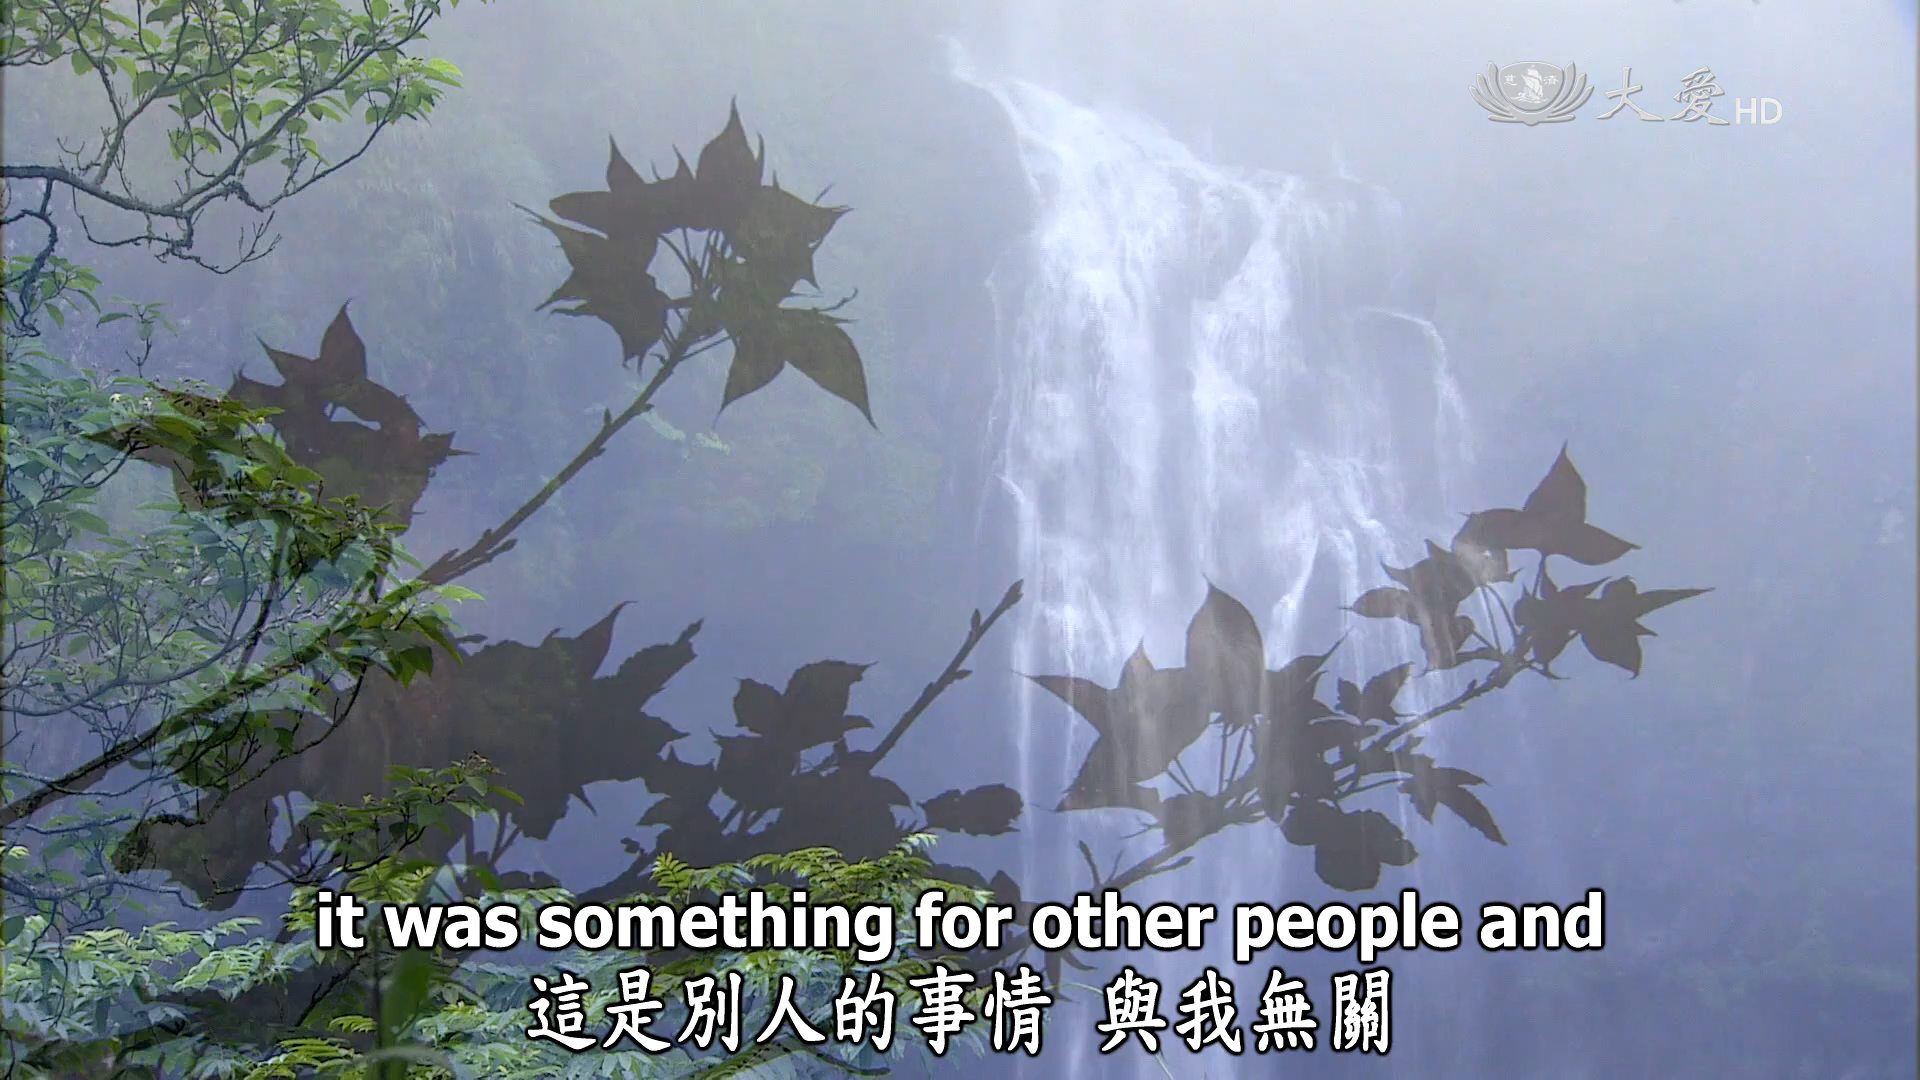 大愛HD
it was something for other people and
這是別人的事情 與我無關